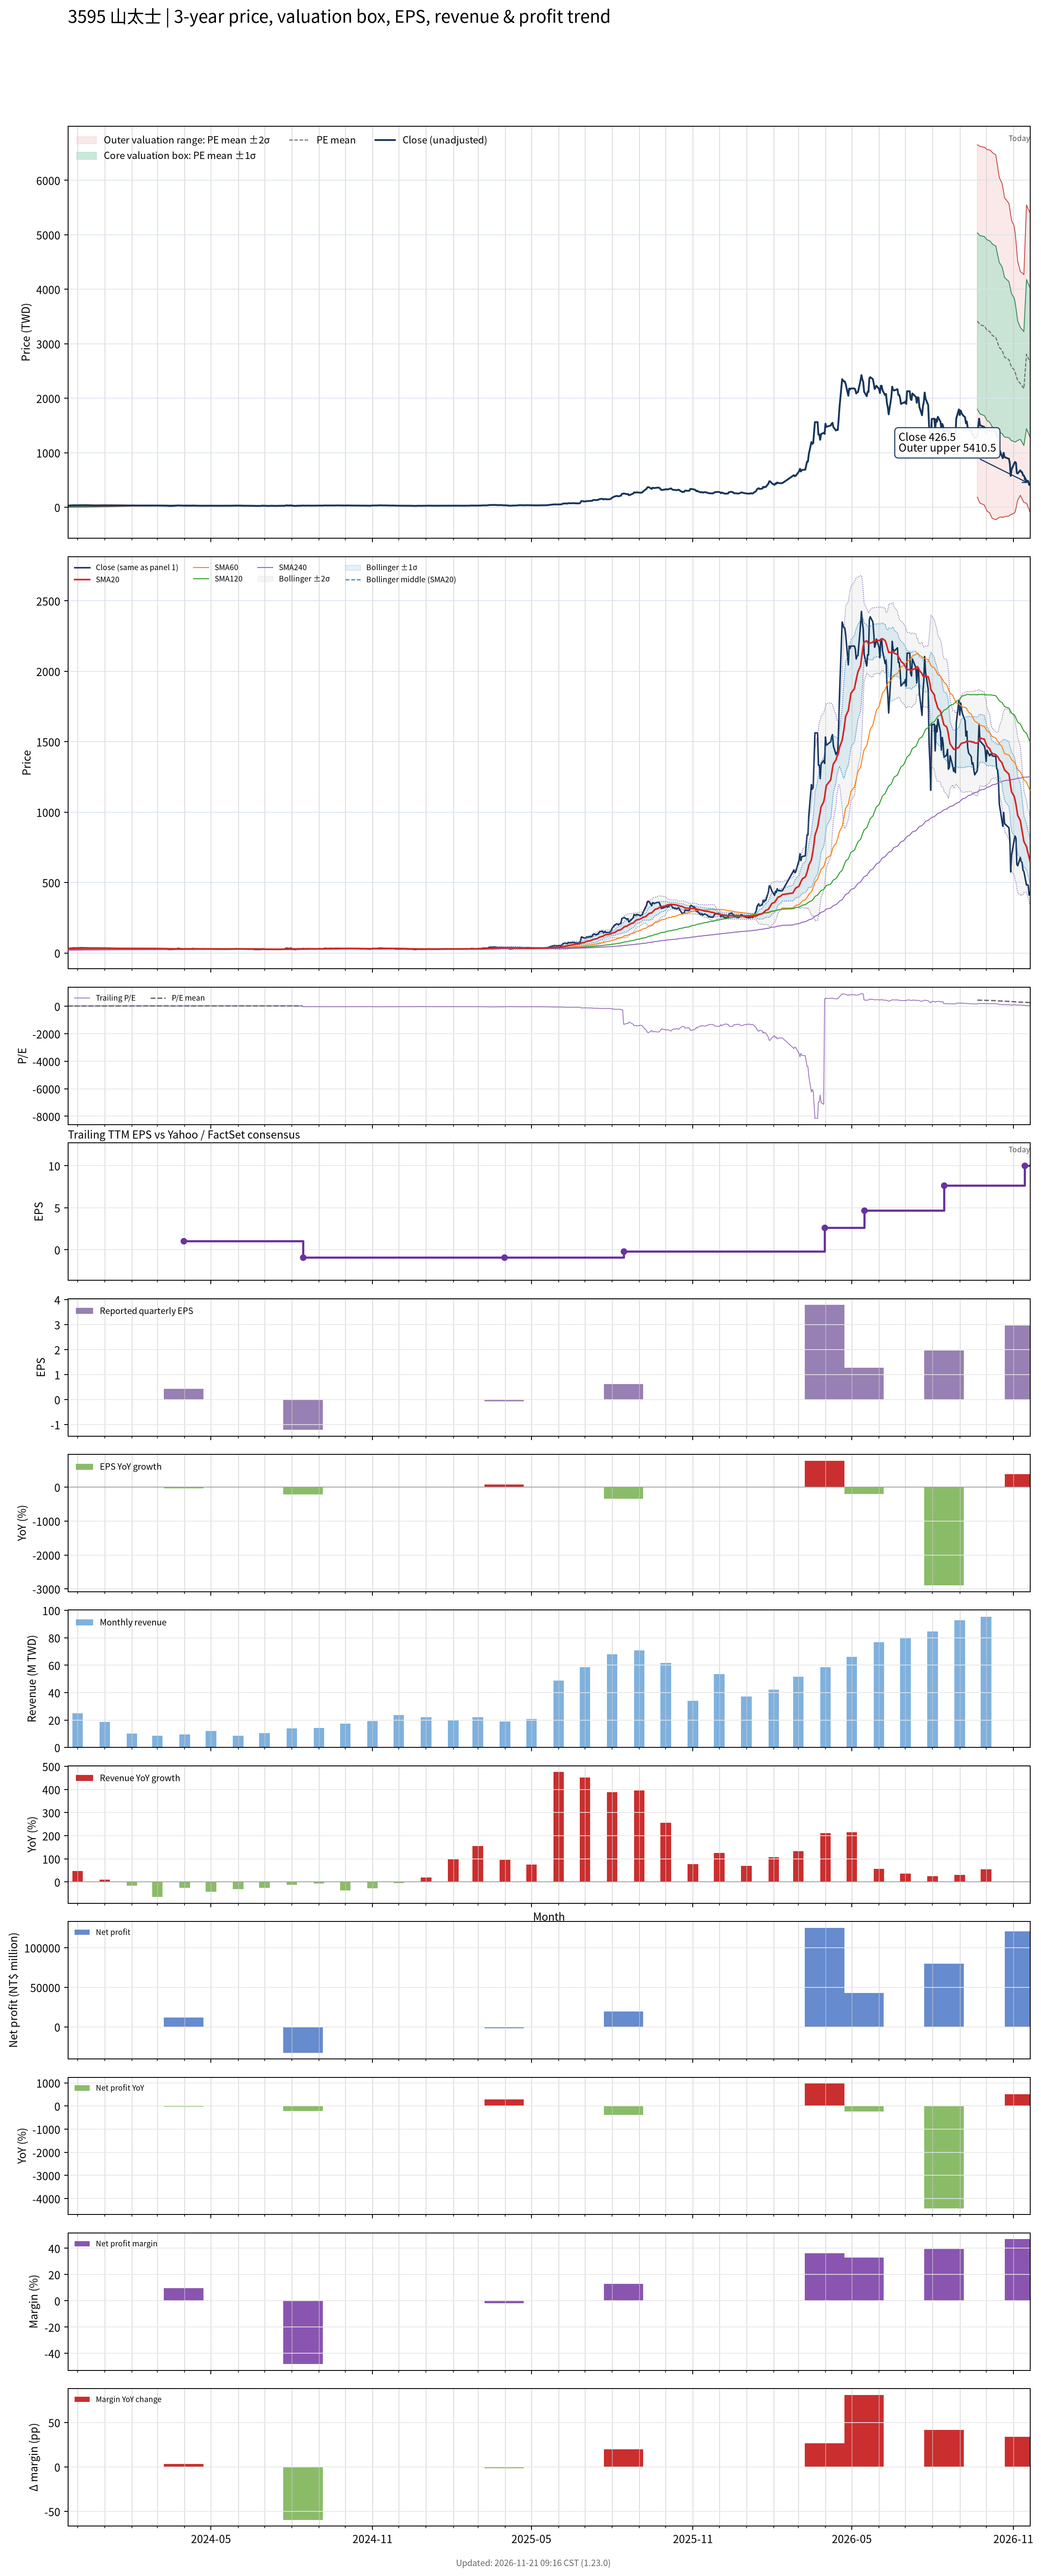 3595 山太士 | 3-year price, valuation box, EPS, revenue & profit trend
Outer valuation range: PE mean ±2σ
Core valuation box: PE mean ±1σ
PE mean
Close (unadjusted)
Today
Price (TWD)
6000
5000
4000
3000
2000
1000
0
Close 426.5
Outer upper 5410.5
Close (same as panel 1)
SMA20
SMA60
SMA120
SMA240
Bollinger ±2σ
Bollinger ±1σ
Bollinger middle (SMA20)
Price
2500
2000
1500
1000
500
0
Trailing P/E
P/E mean
P/E
0
-2000
-4000
-6000
-8000
Trailing TTM EPS vs Yahoo / FactSet consensus
Today
EPS
10
5
0
Reported quarterly EPS
EPS
4
3
2
1
0
-1
EPS YoY growth
YoY (%)
0
-1000
-2000
-3000
Monthly revenue
Revenue (M TWD)
100
80
60
40
20
0
Revenue YoY growth
YoY (%)
500
400
300
200
100
0
Month
Net profit
Net profit (NT$ million)
100000
50000
0
Net profit YoY
YoY (%)
1000
0
-1000
-2000
-3000
-4000
Net profit margin
Margin (%)
40
20
0
-20
-40
Margin YoY change
Δ margin (pp)
50
0
-50
2024-05
2024-11
2025-05
2025-11
2026-05
2026-11
Updated: 2026-11-21 09:16 CST (1.23.0)